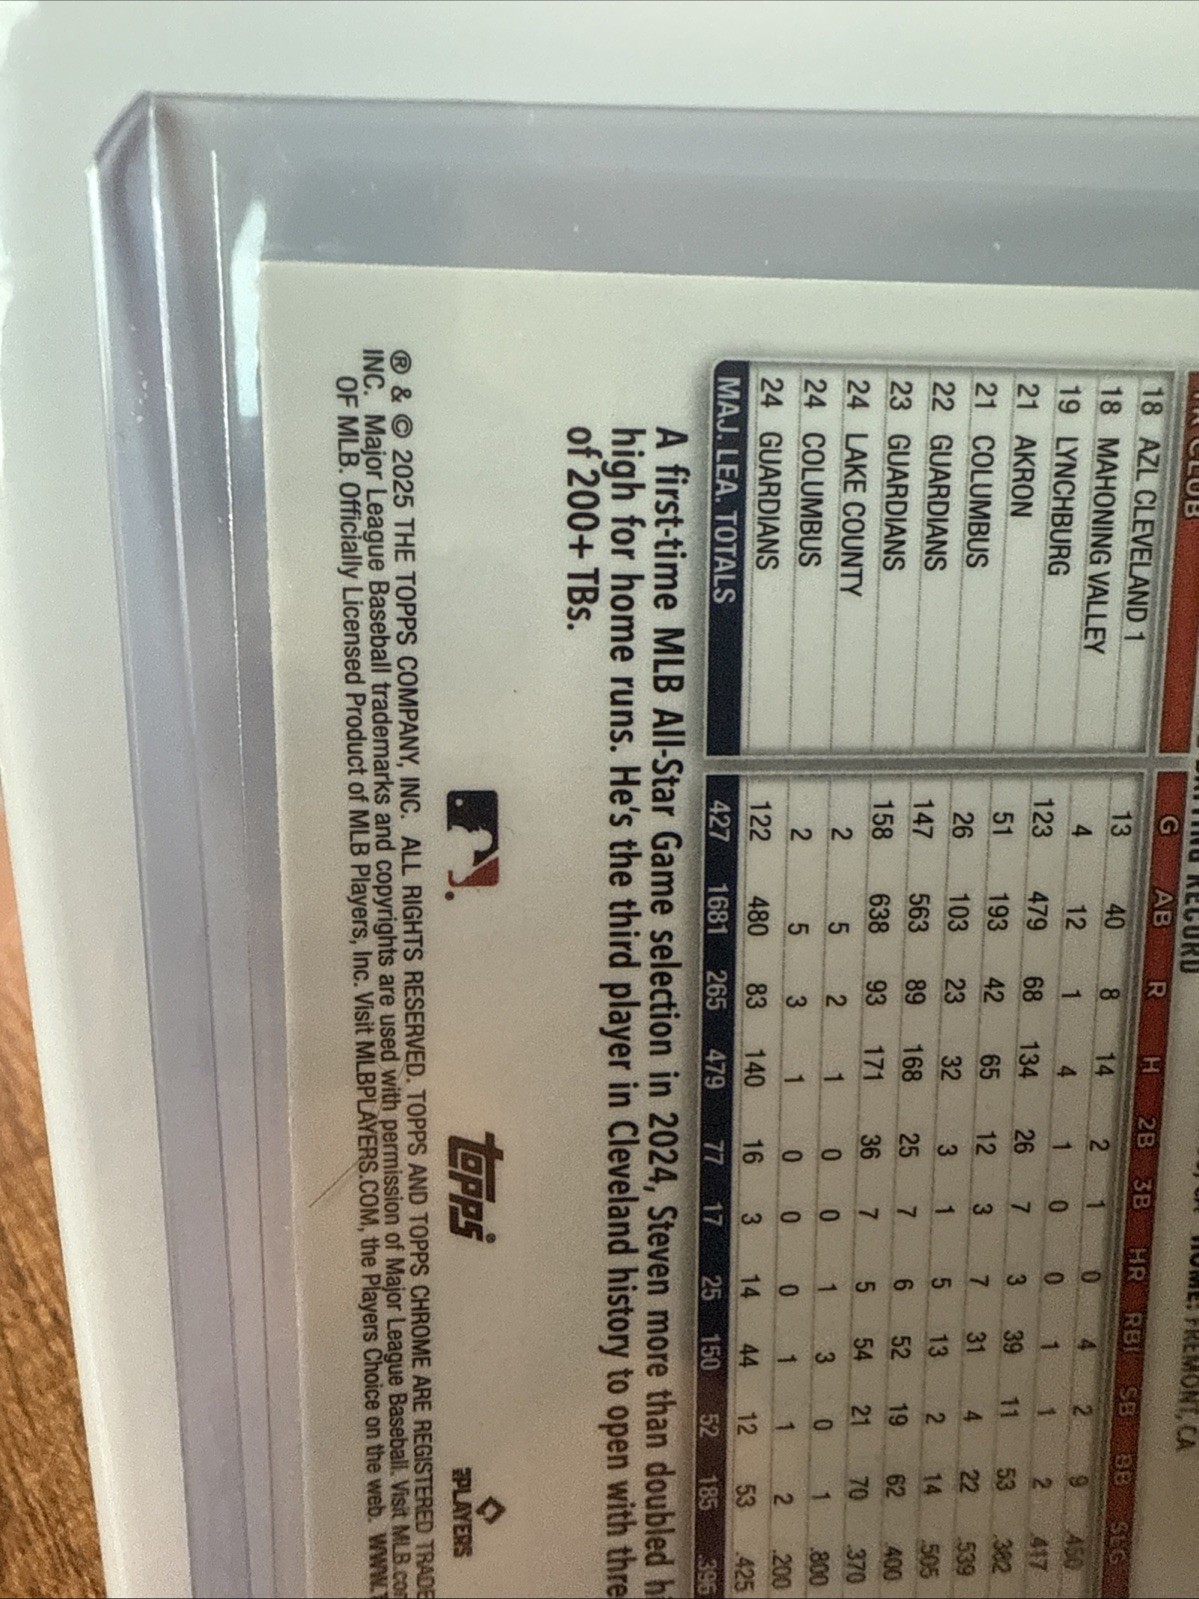 HOME: FREMONT, CA
RECORD
CLUB G AB R H 2B 3B HR RBI SB BB SLG
18 AZL CLEVELAND 1 13 40 8 14 2 1 0 4 2 9 .450
18 MAHONING VALLEY 4 12 1 4 1 0 0 1 1 2 .417
19 LYNCHBURG 123 479 68 134 26 7 3 39 11 53 .382
21 AKRON 51 193 42 65 12 3 7 31 4 22 .539
21 COLUMBUS 26 103 23 32 3 1 5 13 2 14 .505
22 GUARDIANS 147 563 89 168 25 7 6 52 19 62 .400
23 GUARDIANS 158 638 93 171 36 7 5 54 21 70 .370
24 LAKE COUNTY 2 5 2 1 0 0 1 3 0 1 .800
24 COLUMBUS 2 5 3 1 0 0 0 1 1 2 .200
24 GUARDIANS 122 480 83 140 16 3 14 44 12 53 .425
MAJ. LEA. TOTALS 427 1681 265 479 77 17 25 150 52 185 .396
A first-time MLB All-Star Game selection in 2024, Steven more than doubled hi
high for home runs. He's the third player in Cleveland history to open with thre
of 200+ TBs.
topps®
PLAYERS
® & © 2025 THE TOPPS COMPANY, INC. ALL RIGHTS RESERVED. TOPPS AND TOPPS CHROME ARE REGISTERED TRADE
INC. Major League Baseball trademarks and copyrights are used with permission of Major League Baseball. Visit MLB.com
OF MLB. Officially Licensed Product of MLB Players, Inc. Visit MLBPLAYERS.COM, the Players Choice on the web. WWW.